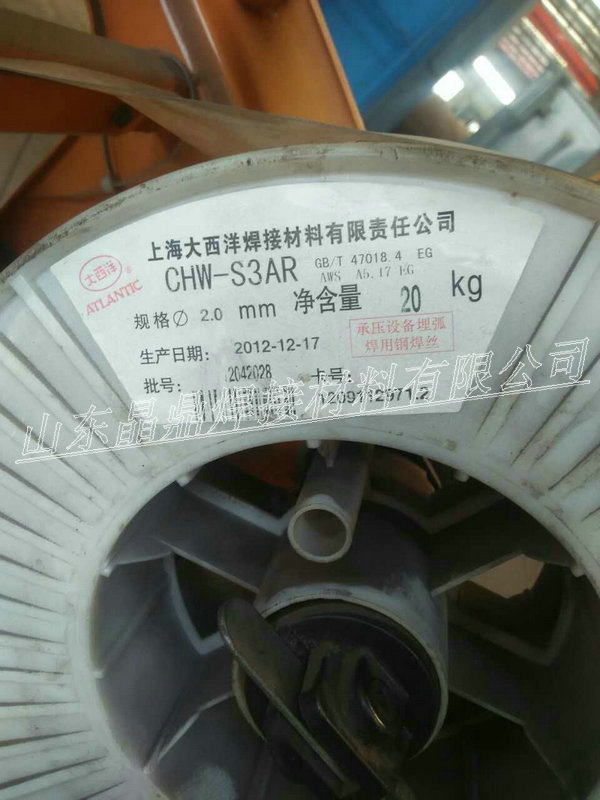 大西洋
ATLANTIC
上海大西洋焊接材料有限责任公司
CHW-S3AR GB/T 47018.4 EG
AWS A5.17 EG
规格∅ 2.0 mm 净含量 20 kg
承压设备埋弧
焊用钢焊丝
生产日期: 2012-12-17
批号: 2042028 卡号:
山东晶鼎焊接材料有限公司